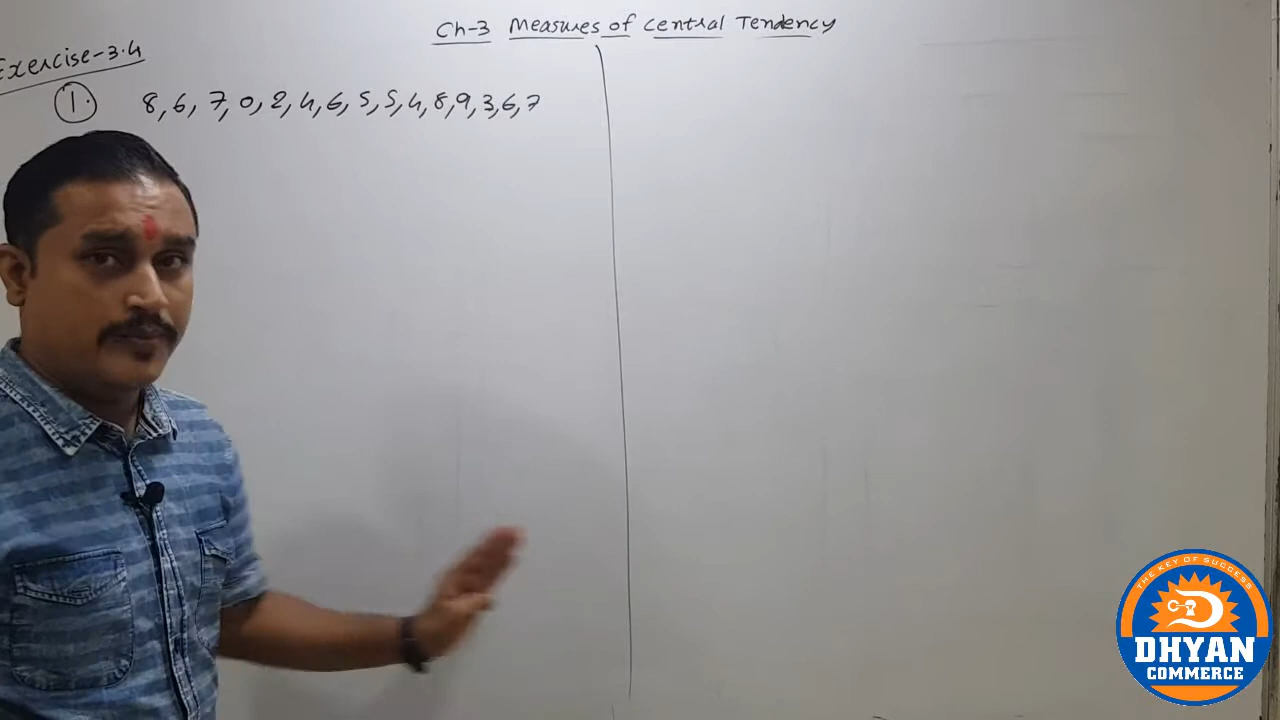 Ch-3 Measures of Central Tendency
Exercise-3.4
1. 8, 6, 7, 0, 2, 4, 6, 5, 5, 4, 8, 9, 3, 6, 7
THE KEY OF SUCCESS
DHYAN
COMMERCE